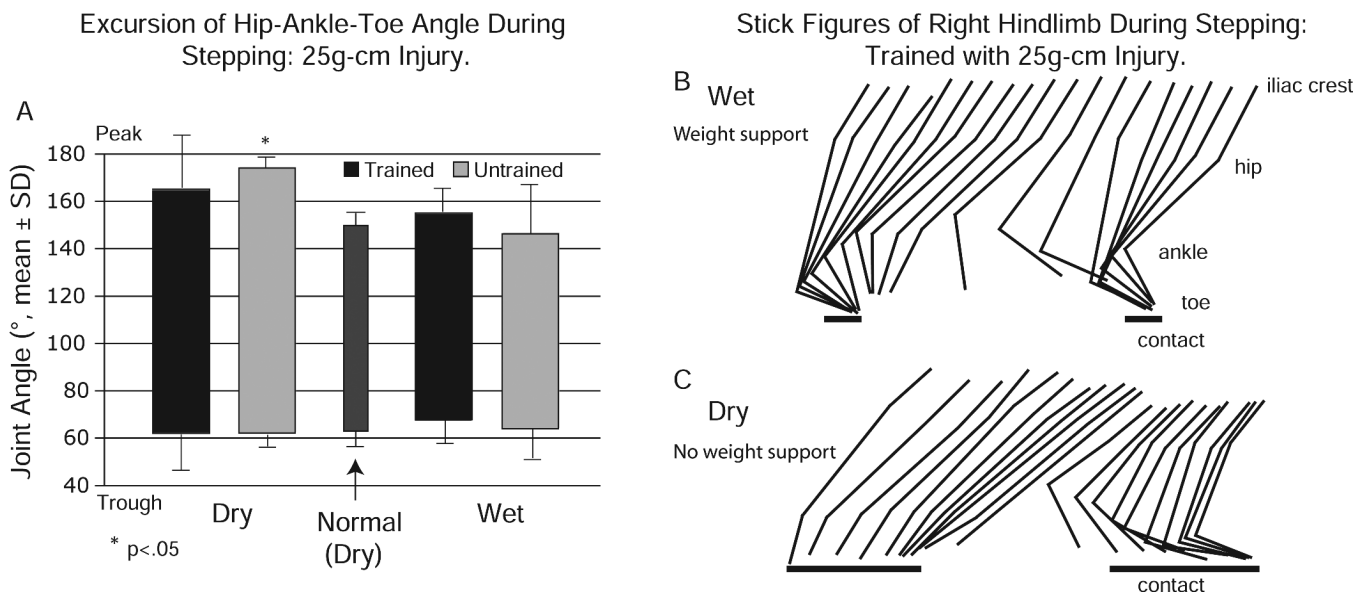 Excursion of Hip-Ankle-Toe Angle During
Stepping: 25g-cm Injury.
A
Peak
Joint Angle (°, mean ± SD)
180
160
140
120
100
80
60
40
Trained
Untrained
*
Trough
Dry
Normal
(Dry)
Wet
* p<.05
Stick Figures of Right Hindlimb During Stepping:
Trained with 25g-cm Injury.
B
Wet
Weight support
iliac crest
hip
ankle
toe
contact
C
Dry
No weight support
contact